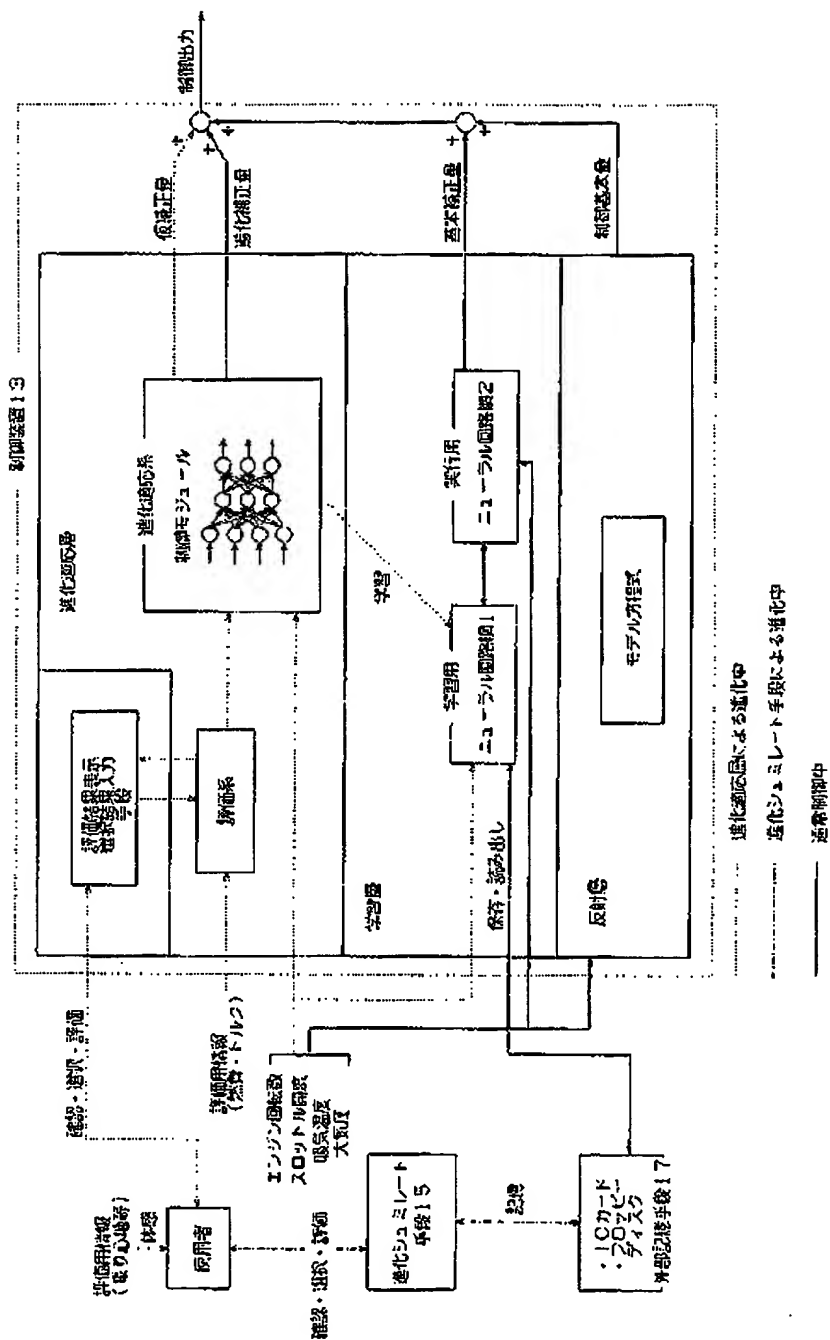 制御装置13
制御出力
仮補正量
進化補正量
基本補正量
制御基本量
進化適応層
進化適応系
制御モジュール
評価結果表示
選択結果入力
手段
評価系
学習
学習層
学習用
ニューラル回路網1
実行用
ニューラル回路網2
保存・読み出し
反射層
モデル方程式
確認・選択・評価
評価用情報
(燃費・トルク)
エンジン回転数
スロットル開度
吸気温度
大気圧
評価用情報
(乗り心地等)
体感
使用者
確認・選択・評価
進化シュミレート
手段15
記憶
・ICカード
・フロッピー
ディスク
外部記憶手段17
進化適応層による進化中
進化シュミレート手段による進化中
通常制御中